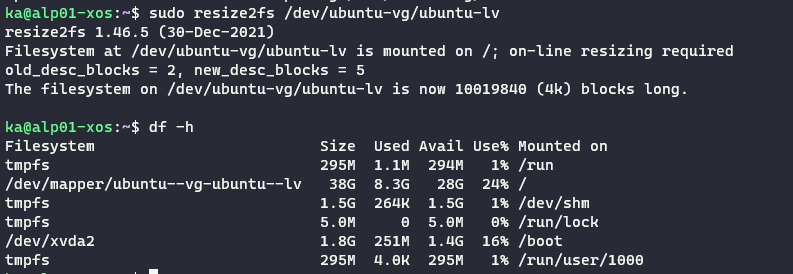 ka@alp01-xos:~$ sudo resize2fs /dev/ubuntu-vg/ubuntu-lv
resize2fs 1.46.5 (30-Dec-2021)
Filesystem at /dev/ubuntu-vg/ubuntu-lv is mounted on /; on-line resizing required
old_desc_blocks = 2, new_desc_blocks = 5
The filesystem on /dev/ubuntu-vg/ubuntu-lv is now 10019840 (4k) blocks long.
ka@alp01-xos:~$ df -h
Filesystem                         Size  Used Avail Use% Mounted on
tmpfs                              295M  1.1M  294M   1% /run
/dev/mapper/ubuntu--vg-ubuntu--lv   38G  8.3G   28G  24% /
tmpfs                              1.5G  264K  1.5G   1% /dev/shm
tmpfs                              5.0M     0  5.0M   0% /run/lock
/dev/xvda2                         1.8G  251M  1.4G  16% /boot
tmpfs                              295M  4.0K  295M   1% /run/user/1000